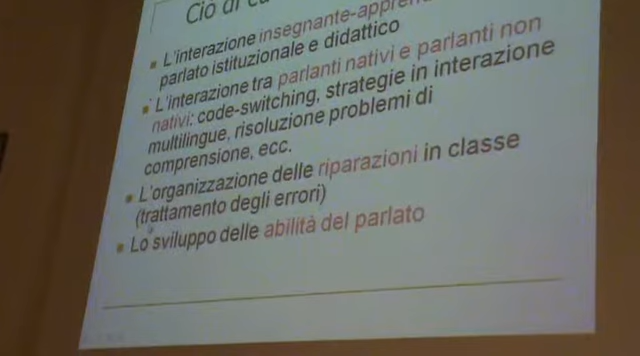 Ciò di
L'interazione insegnante-
parlato istituzionale e didattico
L'interazione tra parlanti nativi e parlanti non
nativi: code-switching, strategie in interazione
multilingue, risoluzione problemi di
comprensione, ecc.
L'organizzazione delle riparazioni in classe
(trattamento degli errori)
Lo sviluppo delle abilità del parlato